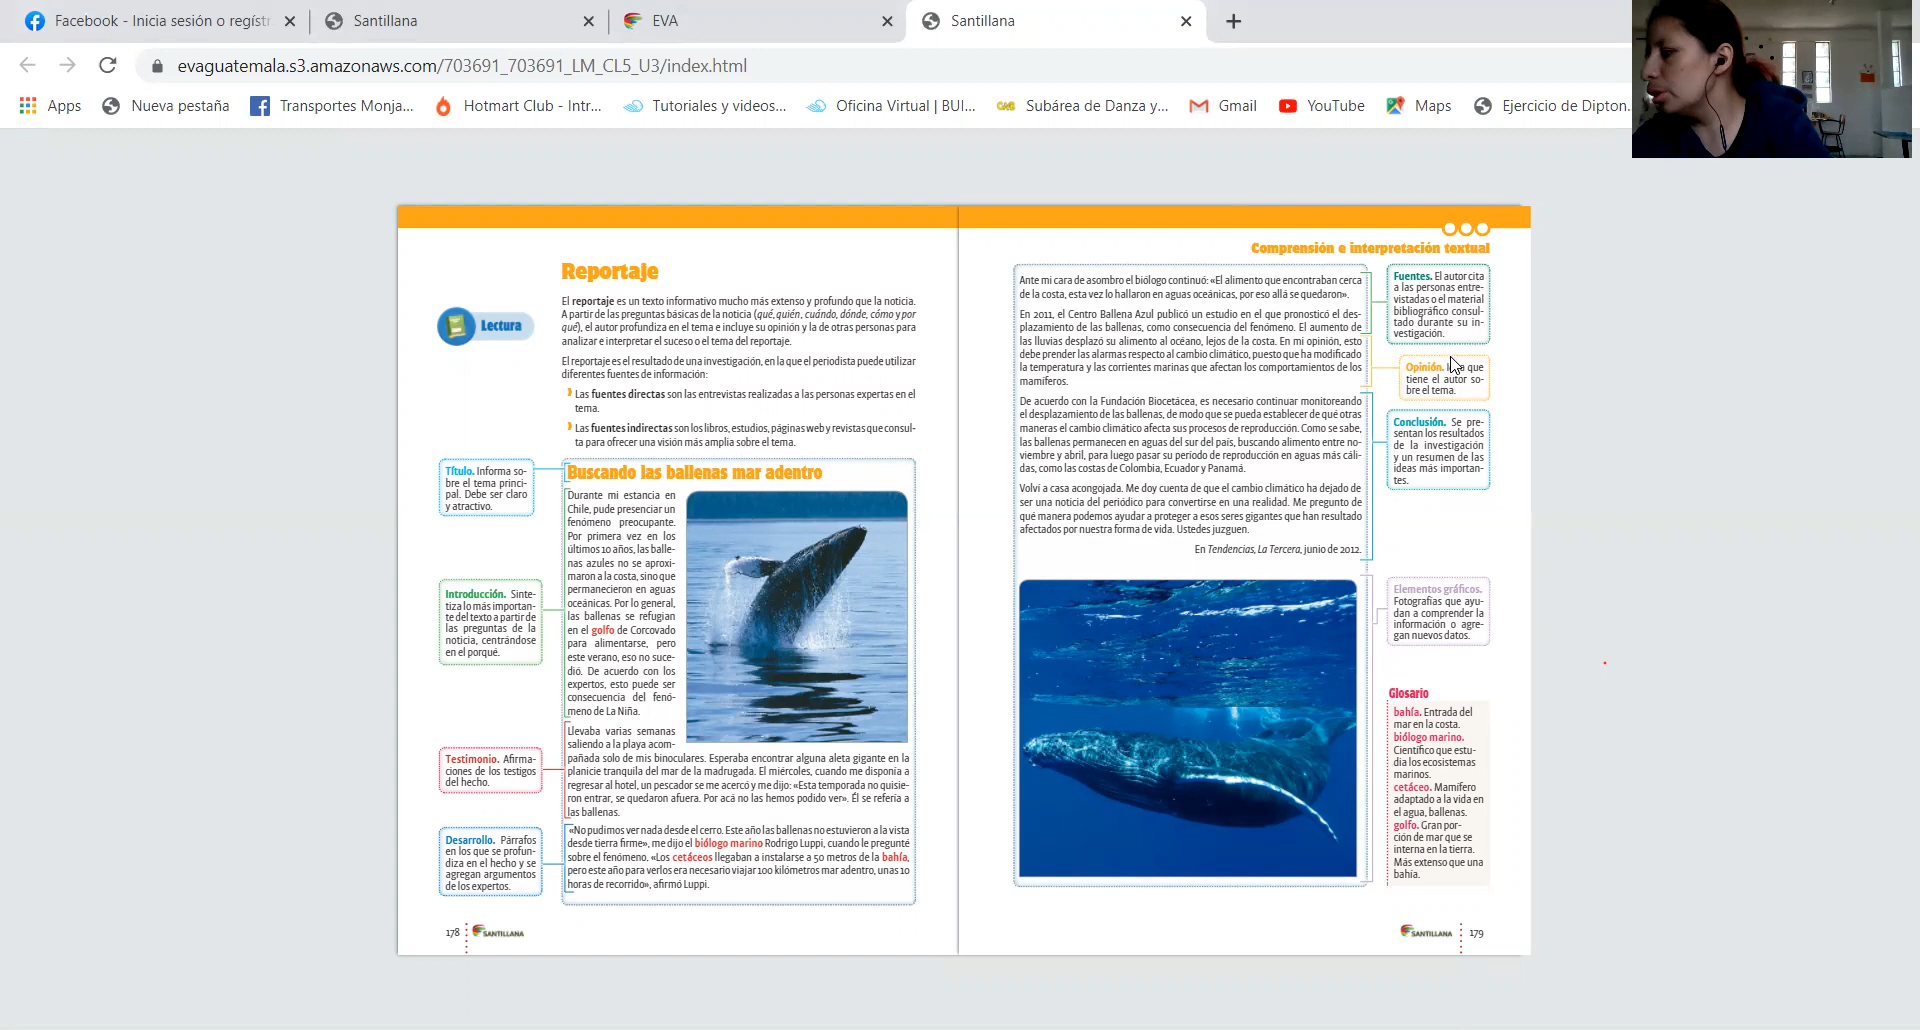 Facebook - Inicia sesión o regístr
Santillana
EVA
Santillana
evaguatemala.s3.amazonaws.com/703691_703691_LM_CL5_U3/index.html
Apps
Nueva pestaña
Transportes Monja...
Hotmart Club - Intr...
Tutoriales y videos...
Oficina Virtual | BUI...
Subárea de Danza y...
Gmail
YouTube
Maps
Ejercicio de Dipton...
Lectura
Reportaje
El reportaje es un texto informativo mucho más extenso y profundo que la noticia.
A partir de las preguntas básicas de la noticia (qué, quién, cuándo, dónde, cómo y por
qué), el autor profundiza en el tema e incluye su opinión y la de otras personas para
analizar e interpretar el suceso o el tema del reportaje.
El reportaje es el resultado de una investigación, en la que el periodista puede utilizar
diferentes fuentes de información:
Las fuentes directas son las entrevistas realizadas a las personas expertas en el
tema.
Las fuentes indirectas son los libros, estudios, páginas web y revistas que consul-
ta para ofrecer una visión más amplia sobre el tema.
Título. Informa so-
bre el tema princi-
pal. Debe ser claro
y atractivo.
Introducción. Sinte-
tiza lo más importan-
te del texto a partir de
las preguntas de la
noticia, centrándose
en el porqué.
Testimonio. Afirma-
ciones de los testigos
del hecho.
Desarrollo. Párrafos
en los que se profun-
diza en el hecho y se
agregan argumentos
de los expertos.
Buscando las ballenas mar adentro
Durante mi estancia en
Chile, pude presenciar un
fenómeno preocupante.
Por primera vez en los
últimos 10 años, las balle-
nas azules no se aproxi-
maron a la costa, sino que
permanecieron en aguas
oceánicas. Por lo general,
las ballenas se refugian
en el golfo de Corcovado
para alimentarse, pero
este verano, eso no suce-
dió. De acuerdo con los
expertos, esto puede ser
consecuencia del fenó-
meno de La Niña.
Llevaba varias semanas
saliendo a la playa acom-
pañada solo de mis binoculares. Esperaba encontrar alguna aleta gigante en la
planicie tranquila del mar de la madrugada. El miércoles, cuando me disponía a
regresar al hotel, un pescador se me acercó y me dijo: «Esta temporada no quisie-
ron entrar, se quedaron afuera. Por acá no las hemos podido ver». Él se refería a
las ballenas.
«No pudimos ver nada desde el cerro. Este año las ballenas no estuvieron a la vista
desde tierra firme», me dijo el biólogo marino Rodrigo Luppi, cuando le pregunté
sobre el fenómeno. «Los cetáceos llegaban a instalarse a 50 metros de la bahía,
pero este año para verlos era necesario viajar 100 kilómetros mar adentro, unas 10
horas de recorrido», afirmó Luppi.
178
SANTILLANA
Comprensión e interpretación textual
Ante mi cara de asombro el biólogo continuó: «El alimento que encontraban cerca
de la costa, esta vez lo hallaron en aguas oceánicas, por eso allá se quedaron».
En 2011, el Centro Ballena Azul publicó un estudio en el que pronosticó el des-
plazamiento de las ballenas, como consecuencia del fenómeno. El aumento de
las lluvias desplazó su alimento al océano, lejos de la costa. En mi opinión, esto
debe prender las alarmas respecto al cambio climático, puesto que ha modificado
la temperatura y las corrientes marinas que afectan los comportamientos de los
mamíferos.
De acuerdo con la Fundación Biocetácea, es necesario continuar monitoreando
el desplazamiento de las ballenas, de modo que se pueda establecer de qué otras
maneras el cambio climático afecta sus procesos de reproducción. Como se sabe,
las ballenas permanecen en aguas del sur del país, buscando alimento entre no-
viembre y abril, para luego pasar su período de reproducción en aguas más cáli-
das, como las costas de Colombia, Ecuador y Panamá.
Volví a casa acongojada. Me doy cuenta de que el cambio climático ha dejado de
ser una noticia del periódico para convertirse en una realidad. Me pregunto de
qué manera podemos ayudar a proteger a esos seres gigantes que han resultado
afectados por nuestra forma de vida. Ustedes juzguen.
En Tendencias, La Tercera, junio de 2012.
Fuentes. El autor cita
a las personas entre-
vistadas o el material
bibliográfico consul-
tado durante su in-
vestigación.
Opinión. que
tiene el autor so-
bre el tema.
Conclusión. Se pre-
sentan los resultados
de la investigación
y un resumen de las
ideas más importan-
tes.
Elementos gráficos.
Fotografías que ayu-
dan a comprender la
información o agre-
gan nuevos datos.
Glosario
bahía. Entrada del
mar en la costa.
biólogo marino.
Científico que estu-
dia los ecosistemas
marinos.
cetáceo. Mamífero
adaptado a la vida en
el agua, ballenas.
golfo. Gran por-
ción de mar que se
interna en la tierra.
Más extenso que una
bahía.
SANTILLANA
179